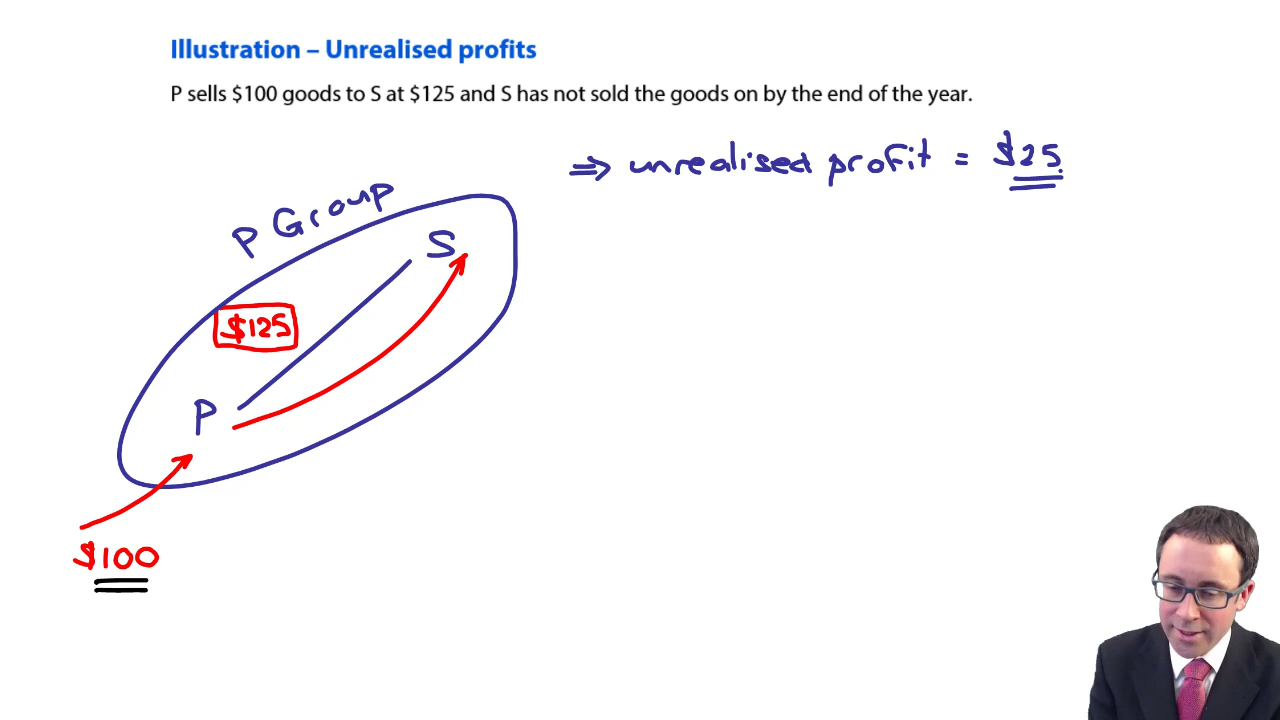 Illustration – Unrealised profits
P sells $100 goods to S at $125 and S has not sold the goods on by the end of the year.
⇒ unrealised profit = $25
P Group
S
$125
P
$100